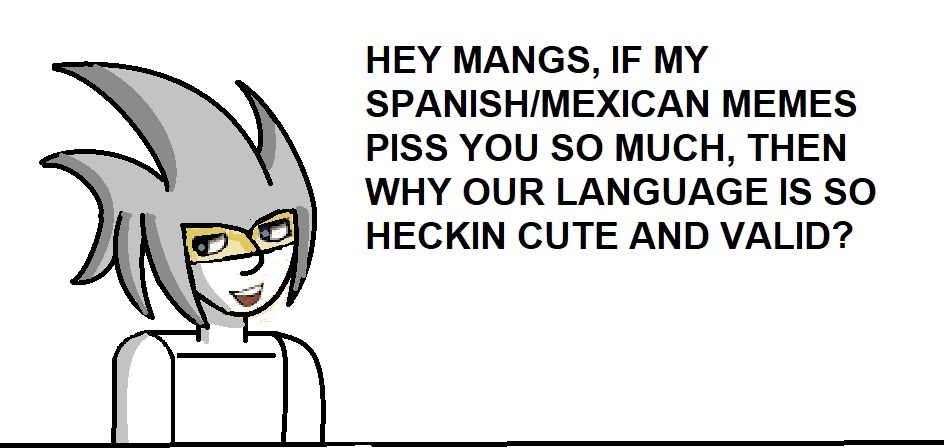 HEY MANGS, IF MY
SPANISH/MEXICAN MEMES
PISS YOU SO MUCH, THEN
WHY OUR LANGUAGE IS SO
HECKIN CUTE AND VALID?